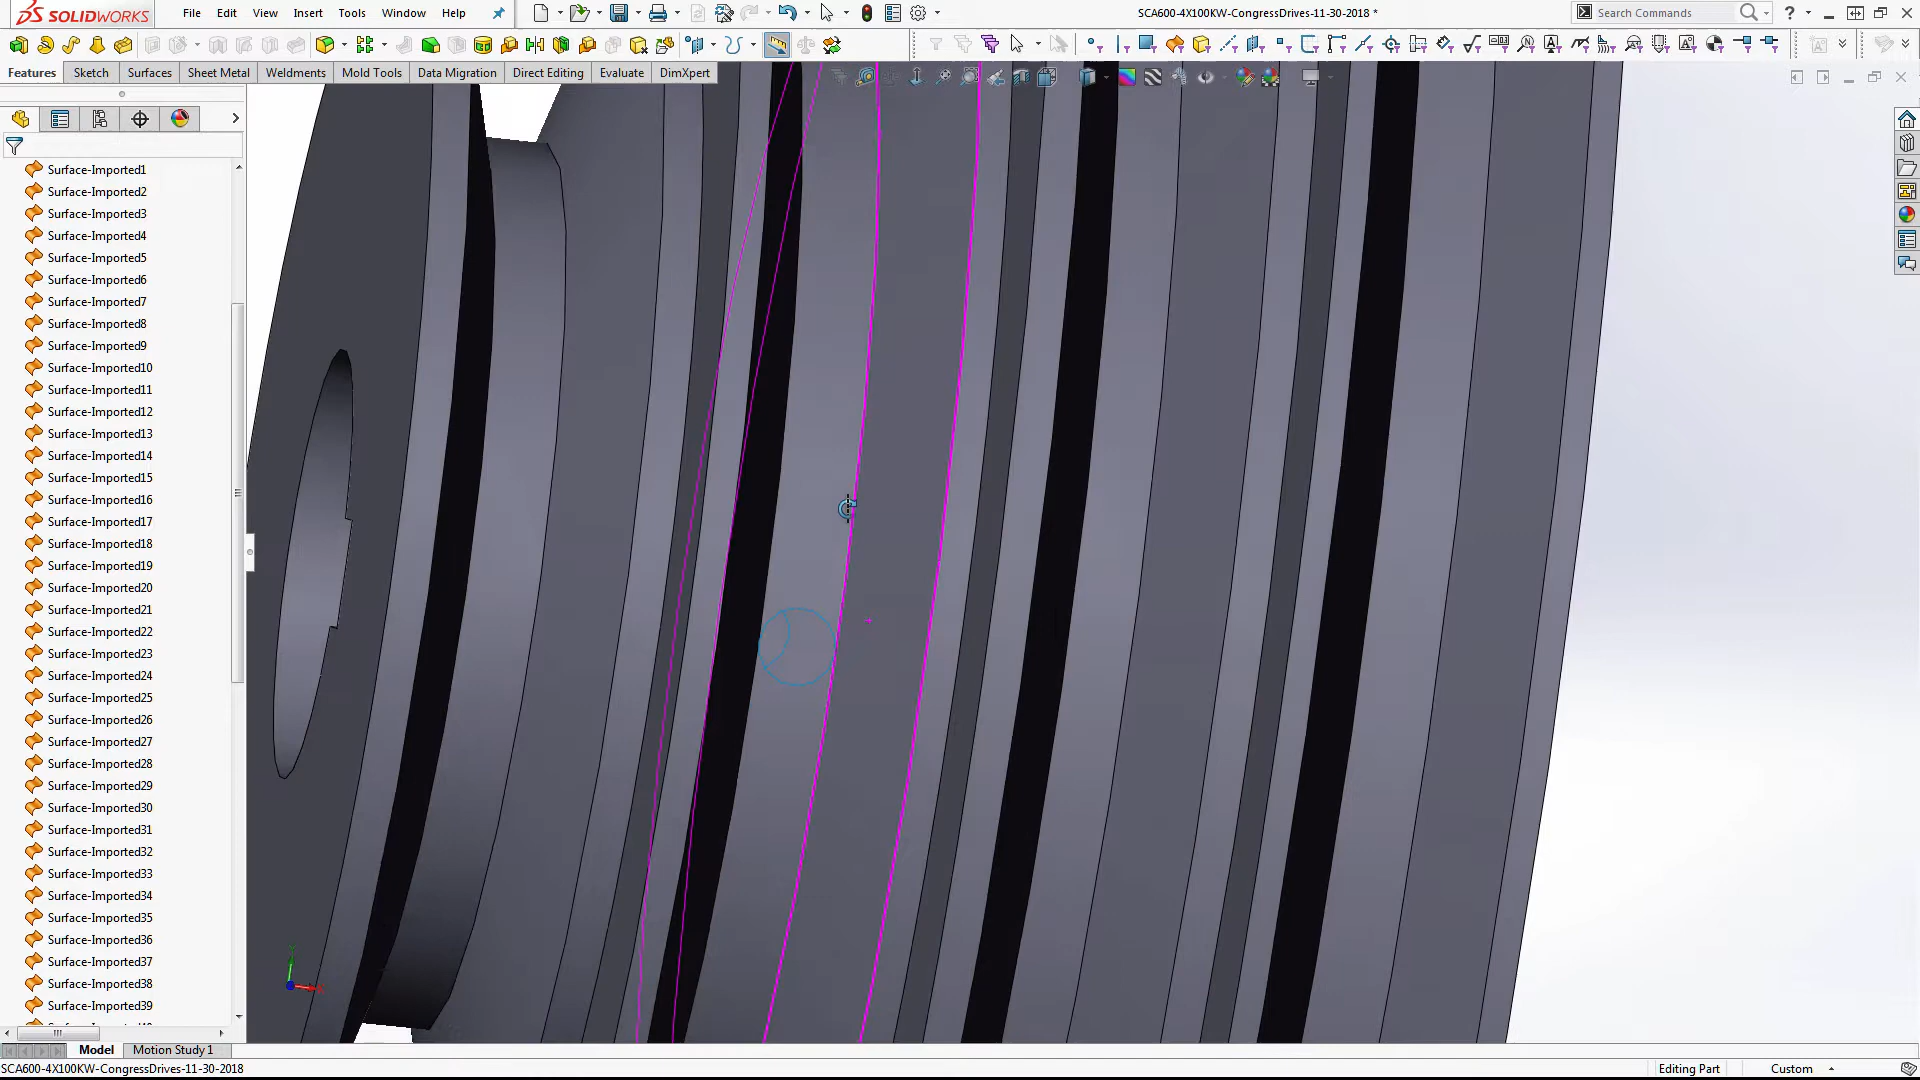 SOLIDWORKS File Edit View Insert Tools Window Help SCA600-4X100KW-CongressDrives-11-30-2018 * Search Commands
Features Sketch Surfaces Sheet Metal Weldments Mold Tools Data Migration Direct Editing Evaluate DimXpert
Surface-Imported1
Surface-Imported2
Surface-Imported3
Surface-Imported4
Surface-Imported5
Surface-Imported6
Surface-Imported7
Surface-Imported8
Surface-Imported9
Surface-Imported10
Surface-Imported11
Surface-Imported12
Surface-Imported13
Surface-Imported14
Surface-Imported15
Surface-Imported16
Surface-Imported17
Surface-Imported18
Surface-Imported19
Surface-Imported20
Surface-Imported21
Surface-Imported22
Surface-Imported23
Surface-Imported24
Surface-Imported25
Surface-Imported26
Surface-Imported27
Surface-Imported28
Surface-Imported29
Surface-Imported30
Surface-Imported31
Surface-Imported32
Surface-Imported33
Surface-Imported34
Surface-Imported35
Surface-Imported36
Surface-Imported37
Surface-Imported38
Surface-Imported39
Model Motion Study 1
SCA600-4X100KW-CongressDrives-11-30-2018 Editing Part Custom